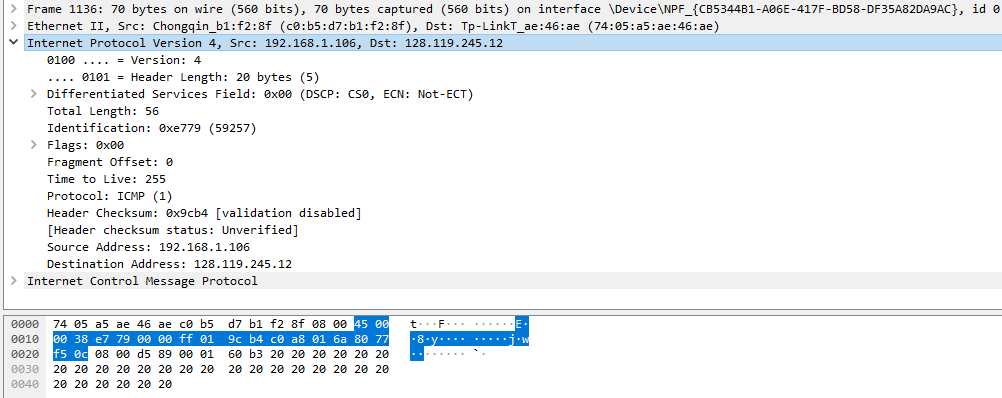 Frame 1136: 70 bytes on wire (560 bits), 70 bytes captured (560 bits) on interface \Device\NPF_{CB5344B1-A06E-417F-BD58-DF35A82DA9AC}, id 0
Ethernet II, Src: Chongqin_b1:f2:8f (c0:b5:d7:b1:f2:8f), Dst: Tp-LinkT_ae:46:ae (74:05:a5:ae:46:ae)
Internet Protocol Version 4, Src: 192.168.1.106, Dst: 128.119.245.12
0100 .... = Version: 4
.... 0101 = Header Length: 20 bytes (5)
Differentiated Services Field: 0x00 (DSCP: CS0, ECN: Not-ECT)
Total Length: 56
Identification: 0xe779 (59257)
Flags: 0x00
Fragment Offset: 0
Time to Live: 255
Protocol: ICMP (1)
Header Checksum: 0x9cb4 [validation disabled]
[Header checksum status: Unverified]
Source Address: 192.168.1.106
Destination Address: 128.119.245.12
Internet Control Message Protocol
0000 74 05 a5 ae 46 ae c0 b5 d7 b1 f2 8f 08 00 45 00 t···F··· ······E·
0010 00 38 e7 79 00 00 ff 01 9c b4 c0 a8 01 6a 80 77 ·8·y···· ·····j·w
0020 f5 0c 08 00 d5 89 00 01 60 b3 20 20 20 20 20 20 ········ `·
0030 20 20 20 20 20 20 20 20 20 20 20 20 20 20 20 20
0040 20 20 20 20 20 20